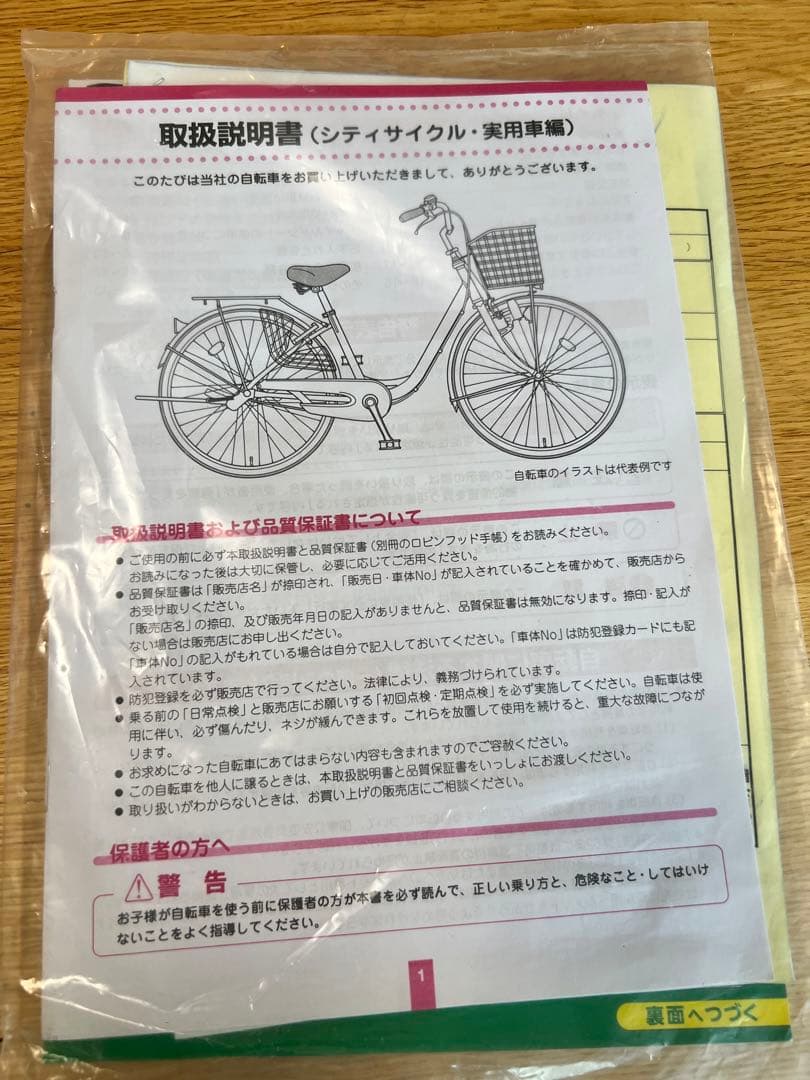 取扱説明書(シティサイクル・実用車編)
このたびは当社の自転車をお買い上げいただきまして、ありがとうございます。
自転車のイラストは代表例です
取扱説明書および品質保証書について
● ご使用の前に必ず本取扱説明書と品質保証書(別冊のロビンフッド手帳)をお読みください。
お読みになった後は大切に保管し、必要に応じてご活用ください。
● 品質保証書は「販売店名」が捺印され、「販売日・車体No」が記入されていることを確かめて、販売店から
お受け取りください。
「販売店名」の捺印、及び販売年月日の記入がありませんと、品質保証書は無効になります。捺印・記入が
ない場合は販売店にお申し出ください。
「車体No」の記入がもれている場合は自分で記入しておいてください。「車体No」は防犯登録カードにも記
入されています。
● 防犯登録を必ず販売店で行ってください。法律により、義務づけられています。
● 乗る前の「日常点検」と販売店にお願いする「初回点検・定期点検」を必ず実施してください。自転車は使
用に伴い、必ず傷んだり、ネジが緩んできます。これらを放置して使用を続けると、重大な故障につなが
ります。
● お求めになった自転車にあてはまらない内容も含まれますのでご容赦ください。
● この自転車を他人に譲るときは、本取扱説明書と品質保証書をいっしょにお渡しください。
● 取り扱いがわからないときは、お買い上げの販売店にご相談ください。
保護者の方へ
警告
お子様が自転車を使う前に保護者の方が本書を必ず読んで、正しい乗り方と、危険なこと・してはいけ
ないことをよく指導してください。
1
裏面へつづく